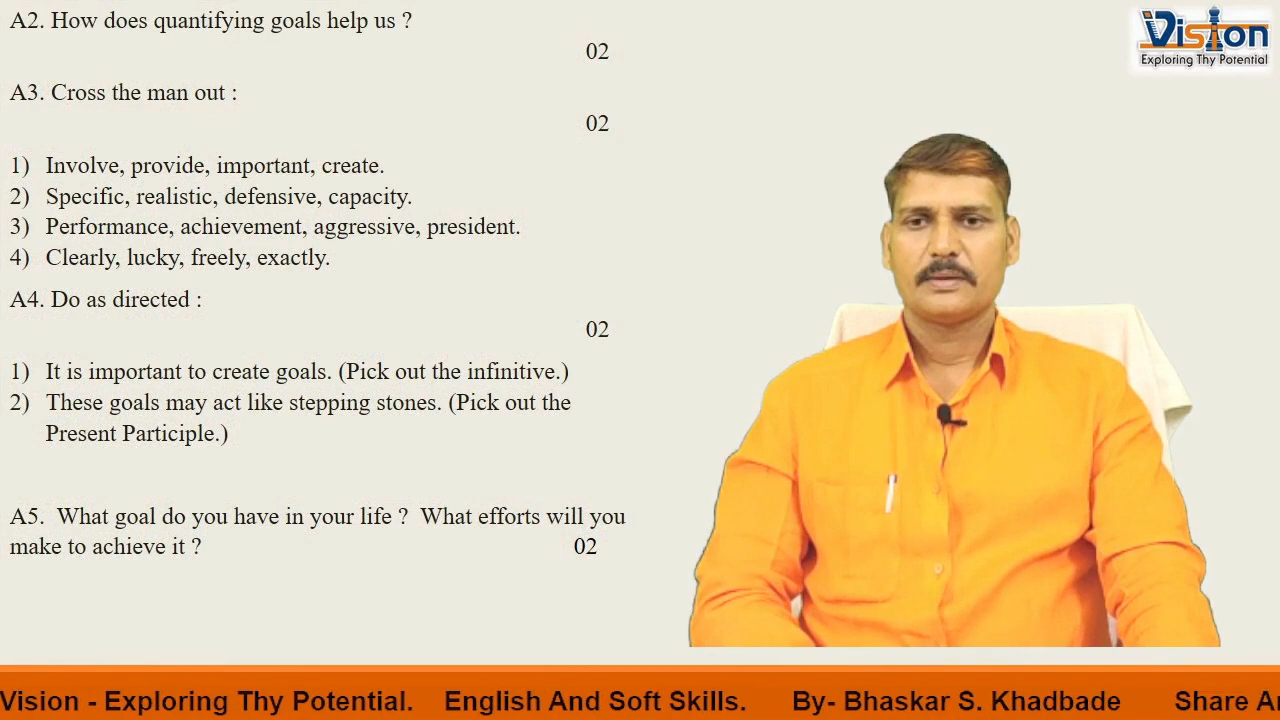 A2. How does quantifying goals help us ?
02
A3. Cross the man out :
02
1) Involve, provide, important, create.
2) Specific, realistic, defensive, capacity.
3) Performance, achievement, aggressive, president.
4) Clearly, lucky, freely, exactly.
A4. Do as directed :
02
1) It is important to create goals. (Pick out the infinitive.)
2) These goals may act like stepping stones. (Pick out the
Present Participle.)
A5. What goal do you have in your life ? What efforts will you
make to achieve it ? 02
Vision
Exploring Thy Potential
Vision - Exploring Thy Potential. English And Soft Skills. By- Bhaskar S. Khadbade Share